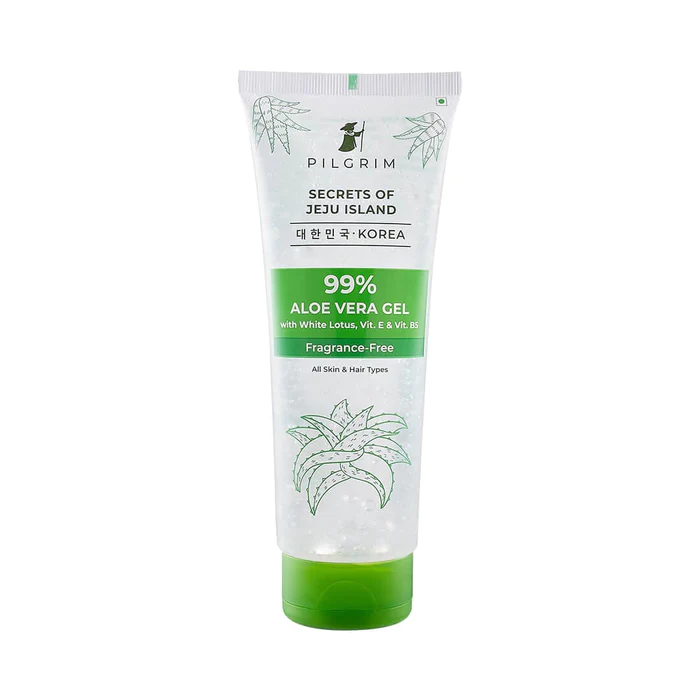 PILGRIM
SECRETS OF
JEJU ISLAND
대한민국·KOREA
99%
ALOE VERA GEL
with White Lotus, Vit. E & Vit. B5
Fragrance-Free
All Skin & Hair Types